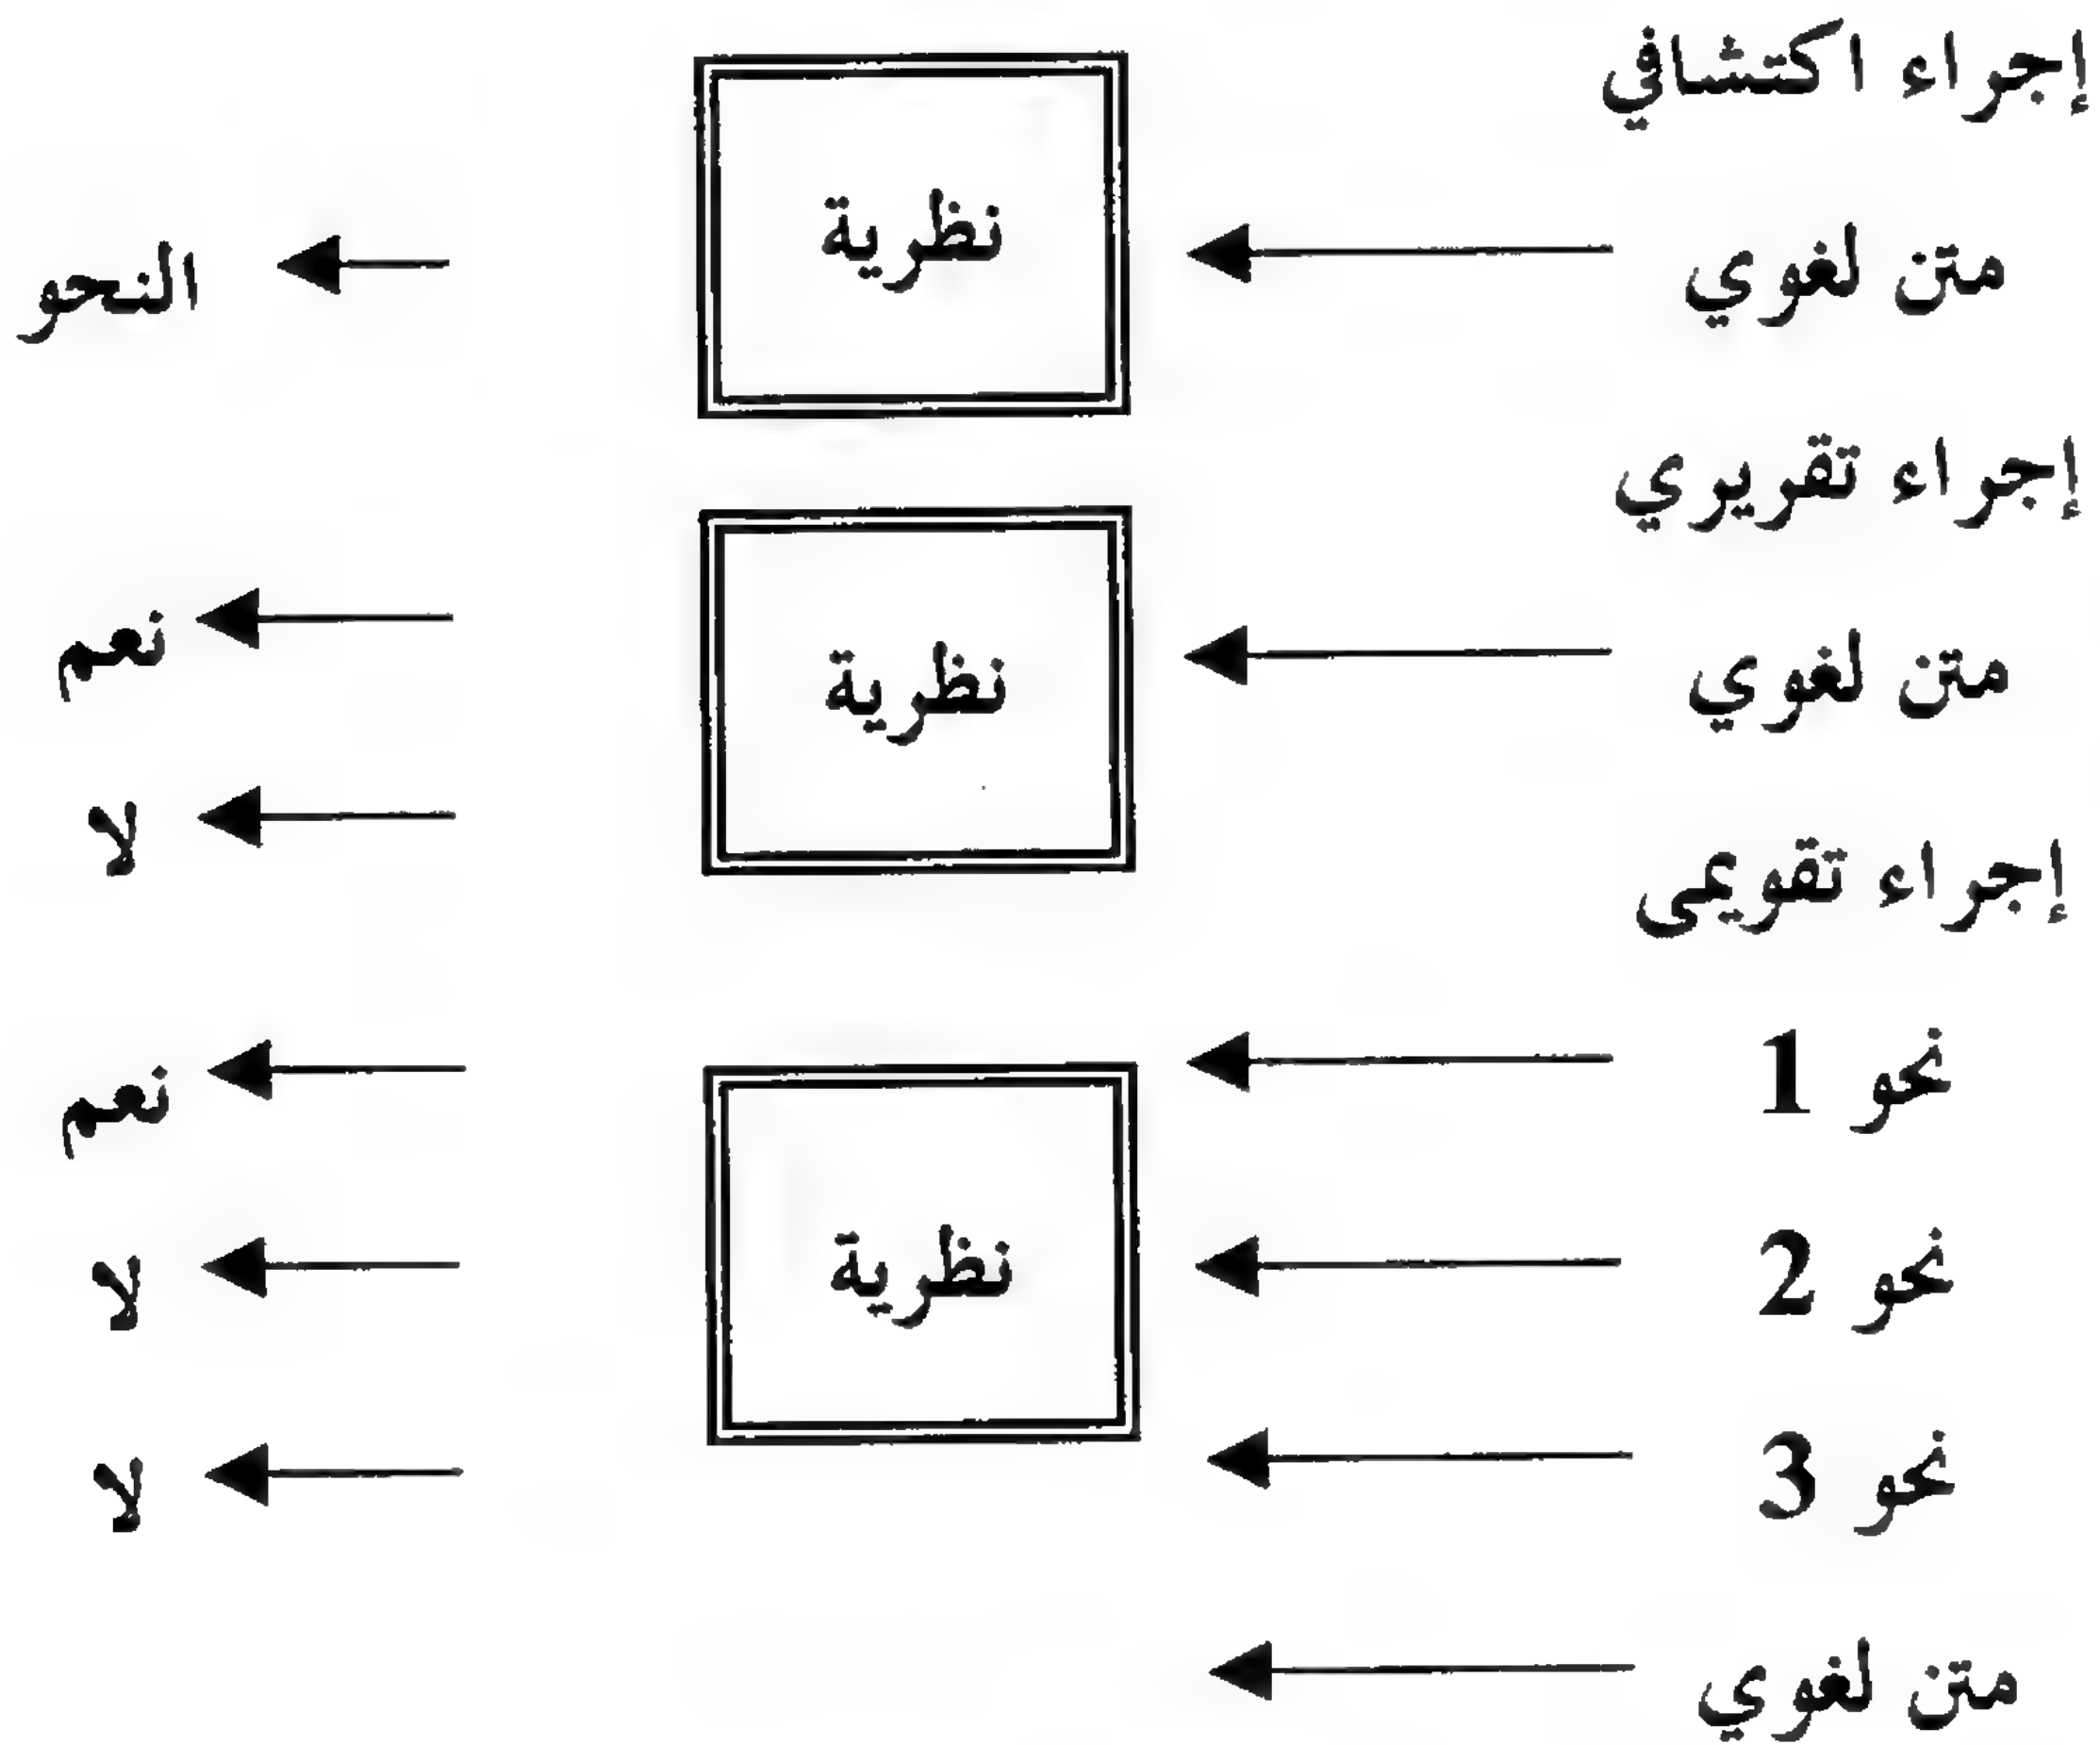 إجراء اكتشافي
متن لغوي
نظرية
النحو
إجراء تقريري
متن لغوي
نظرية
نعم
لا
إجراء تقويمى
نحو 1
نعم
نحو 2
نظرية
لا
نحو 3
لا
متن لغوي